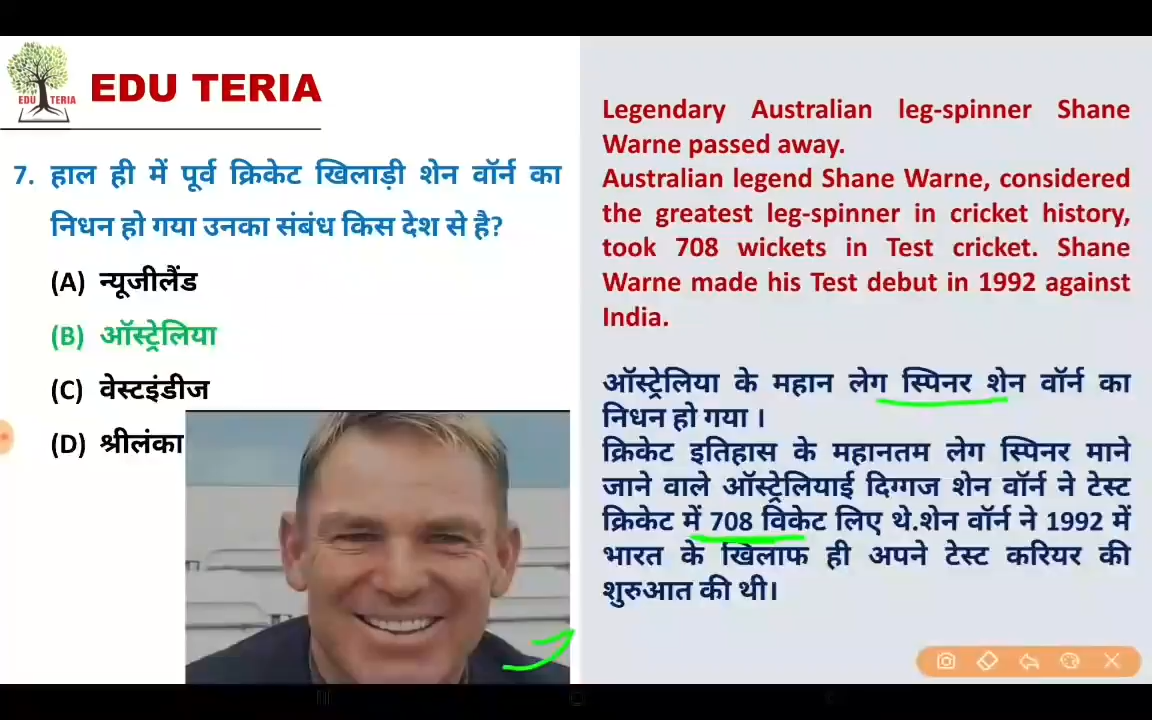 EDU TERIA
EDU TERIA
7. हाल ही में पूर्व क्रिकेट खिलाड़ी शेन वॉर्न का
निधन हो गया उनका संबंध किस देश से है?
(A) न्यूजीलैंड
(B) ऑस्ट्रेलिया
(C) वेस्टइंडीज
(D) श्रीलंका
Legendary Australian leg-spinner Shane
Warne passed away.
Australian legend Shane Warne, considered
the greatest leg-spinner in cricket history,
took 708 wickets in Test cricket. Shane
Warne made his Test debut in 1992 against
India.
ऑस्ट्रेलिया के महान लेग स्पिनर शेन वॉर्न का
निधन हो गया ।
क्रिकेट इतिहास के महानतम लेग स्पिनर माने
जाने वाले ऑस्ट्रेलियाई दिग्गज शेन वॉर्न ने टेस्ट
क्रिकेट में 708 विकेट लिए थे.शेन वॉर्न ने 1992 में
भारत के खिलाफ ही अपने टेस्ट करियर की
शुरुआत की थी।